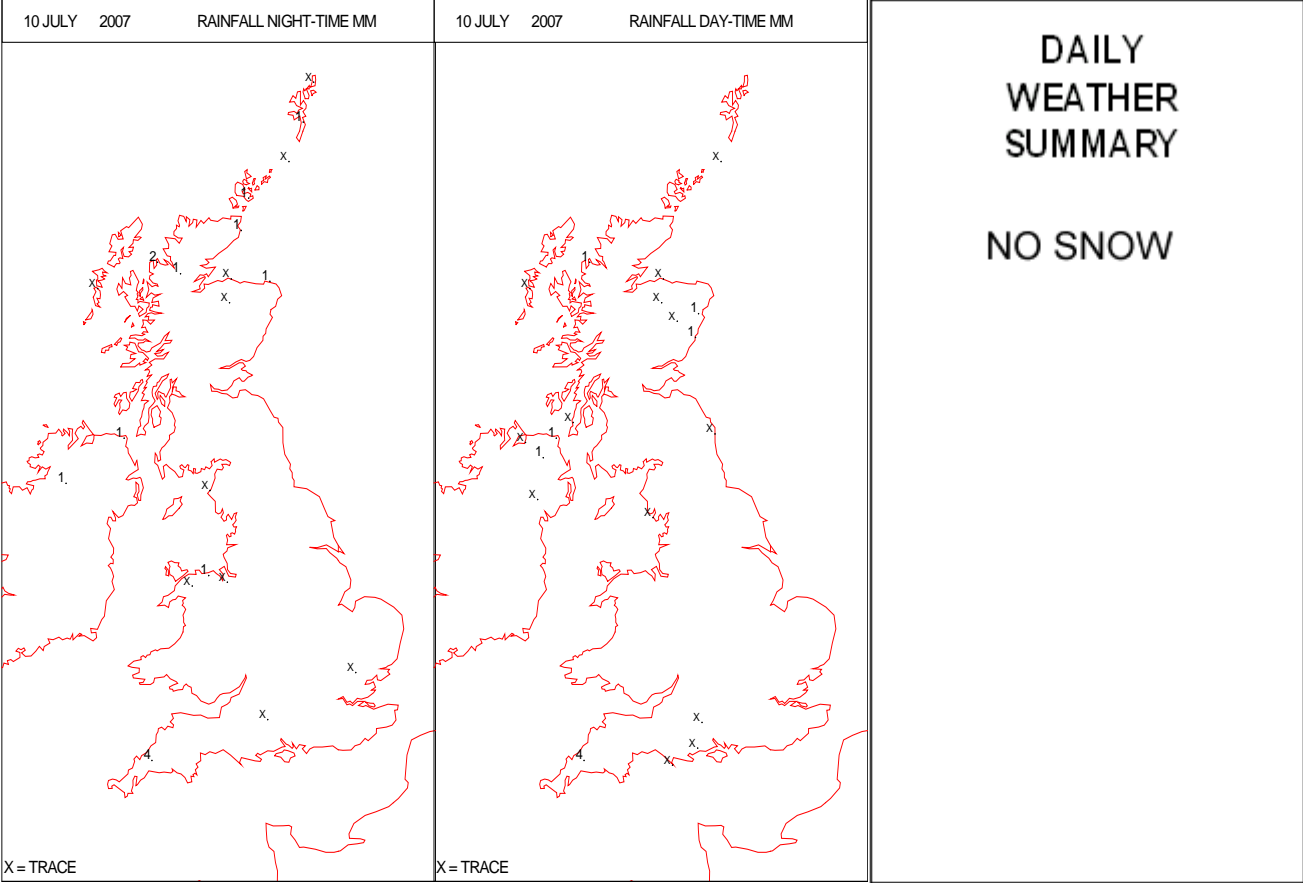 10 JULY 2007 RAINFALL NIGHT-TIME MM
x
1
x
1
1
2
1
x
1
x
x
1
1
x
1
x
x
x
x
4
X = TRACE
10 JULY 2007 RAINFALL DAY-TIME MM
x
1
x
x
x
1
x
1
x
x
1
x
1
x
x
x
x
4
x
X = TRACE
DAILY
WEATHER
SUMMARY
NO SNOW